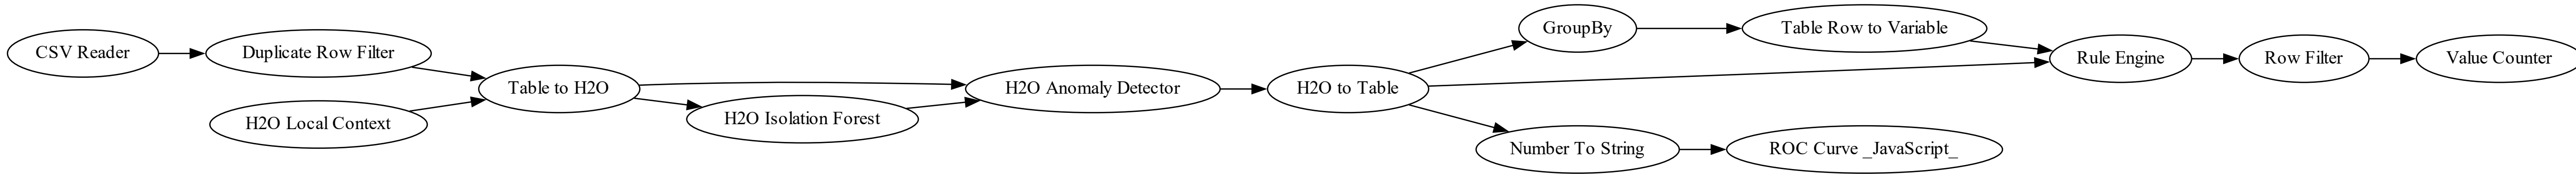 CSV Reader
Duplicate Row Filter
H2O Local Context
Table to H2O
H2O Isolation Forest
H2O Anomaly Detector
H2O to Table
GroupBy
Table Row to Variable
Number To String
ROC Curve _JavaScript_
Rule Engine
Row Filter
Value Counter